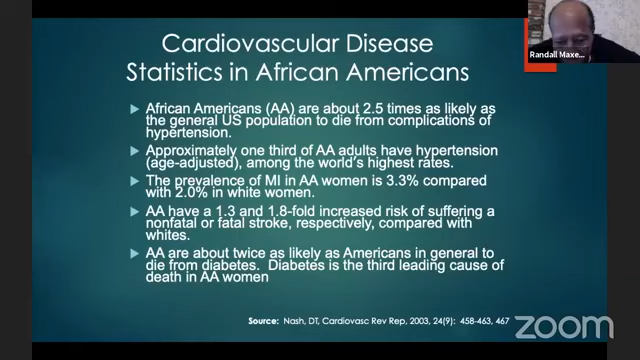 Cardiovascular Disease
Statistics in African Americans
Randall Maxe...
African Americans (AA) are about 2.5 times as likely as
the general US population to die from complications of
hypertension.
Approximately one third of AA adults have hypertension
(age-adjusted), among the world's highest rates.
The prevalence of MI in AA women is 3.3% compared
with 2.0% in white women.
AA have a 1.3 and 1.8-fold increased risk of suffering a
nonfatal or fatal stroke, respectively, compared with
whites.
AA are about twice as likely as Americans in general to
die from diabetes. Diabetes is the third leading cause of
death in AA women
Source: Nash, DT, Cardiovasc Rev Rep, 2003, 24(9): 458-463, 467
zoom